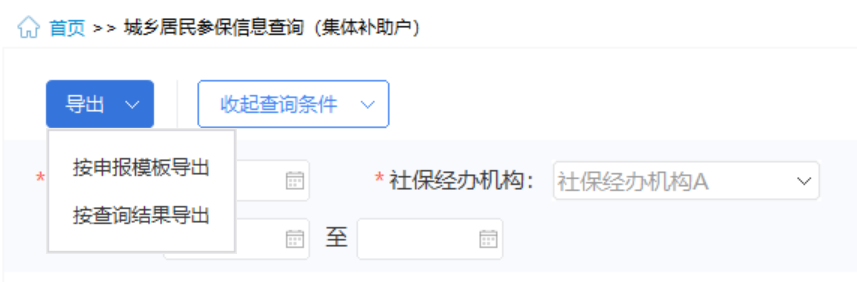 首页 >> 城乡居民参保信息查询（集体补助户）
导出 收起查询条件
按申报模板导出
* *社保经办机构： 社保经办机构A
按查询结果导出
至